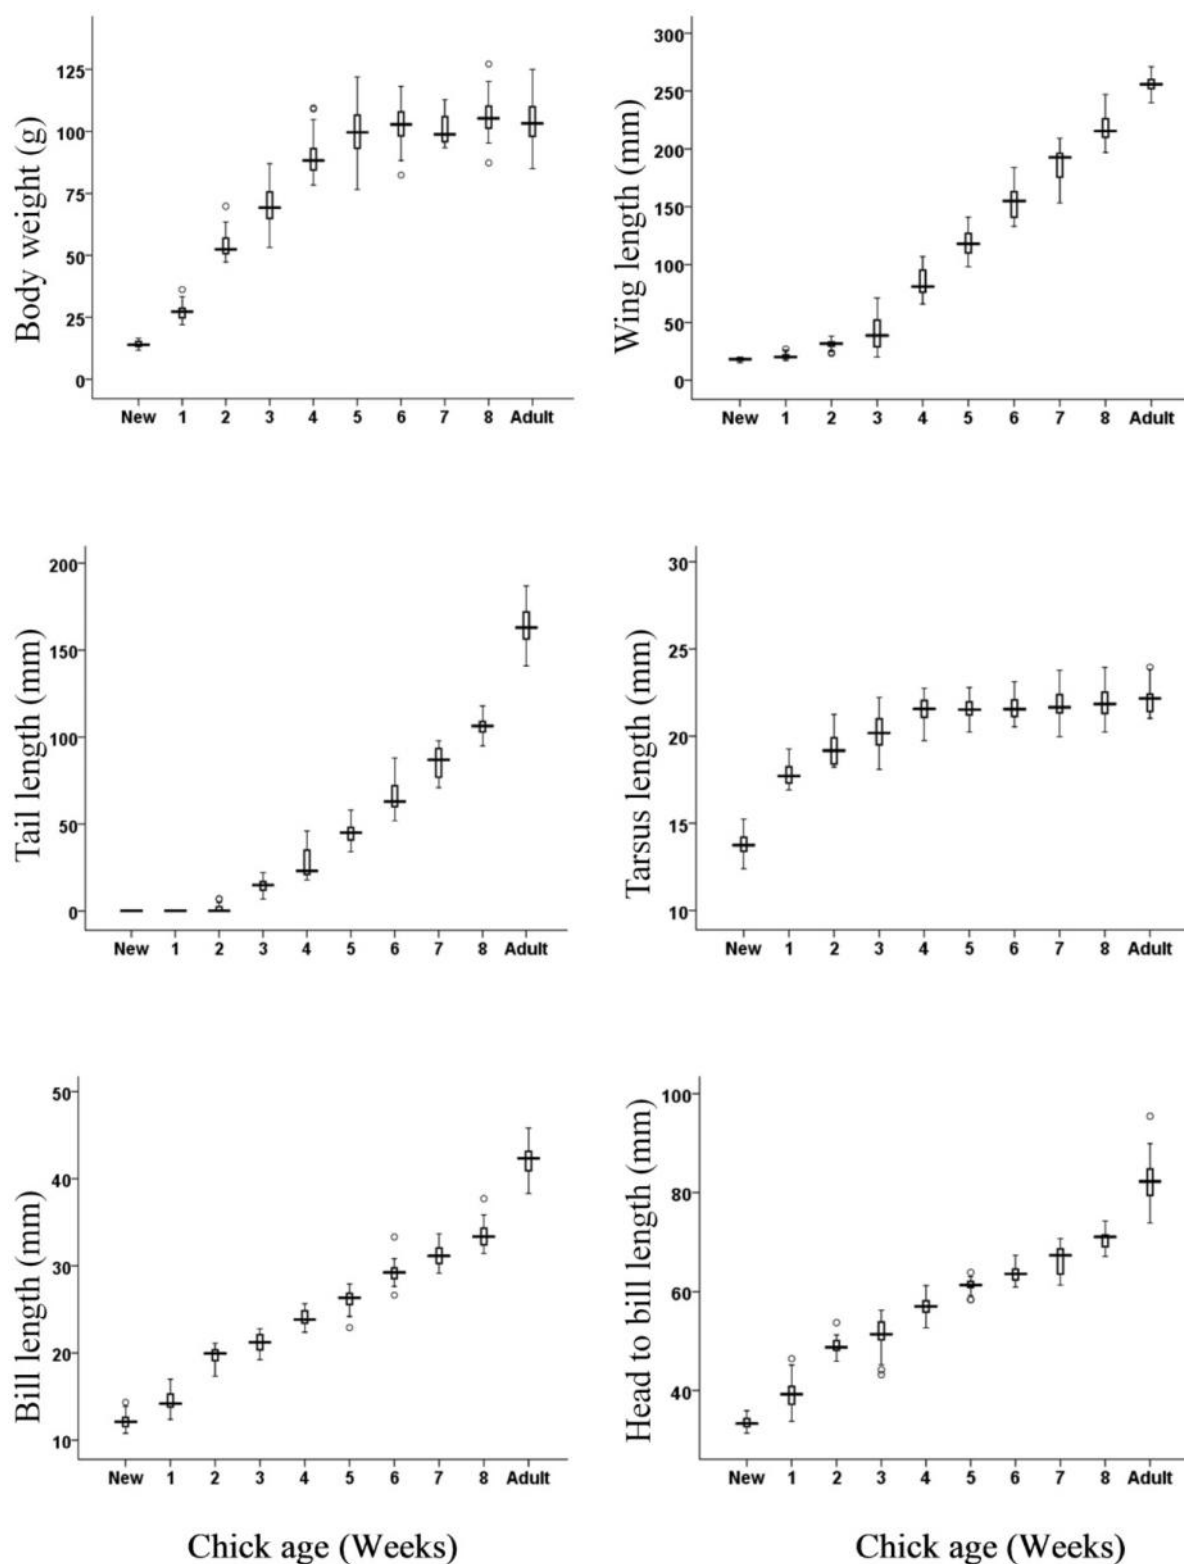 Body weight (g)
125
100
75
50
25
0
New 1 2 3 4 5 6 7 8 Adult
Wing length (mm)
300
250
200
150
100
50
0
New 1 2 3 4 5 6 7 8 Adult
Tail length (mm)
200
150
100
50
0
New 1 2 3 4 5 6 7 8 Adult
Tarsus length (mm)
30
25
20
15
10
New 1 2 3 4 5 6 7 8 Adult
Bill length (mm)
50
40
30
20
10
New 1 2 3 4 5 6 7 8 Adult
Head to bill length (mm)
100
80
60
40
New 1 2 3 4 5 6 7 8 Adult
Chick age (Weeks)
Chick age (Weeks)